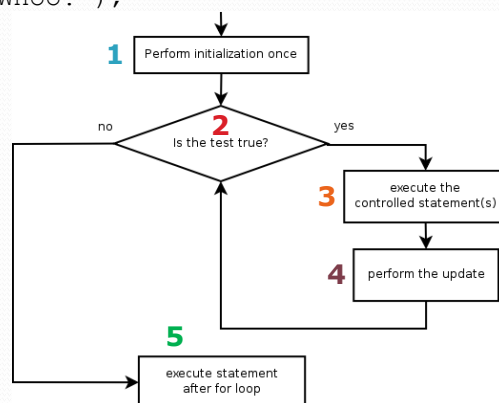 1 Perform initialization once
no
2
yes
Is the test true?
3 execute the
controlled statement(s)
4 perform the update
5
execute statement
after for loop